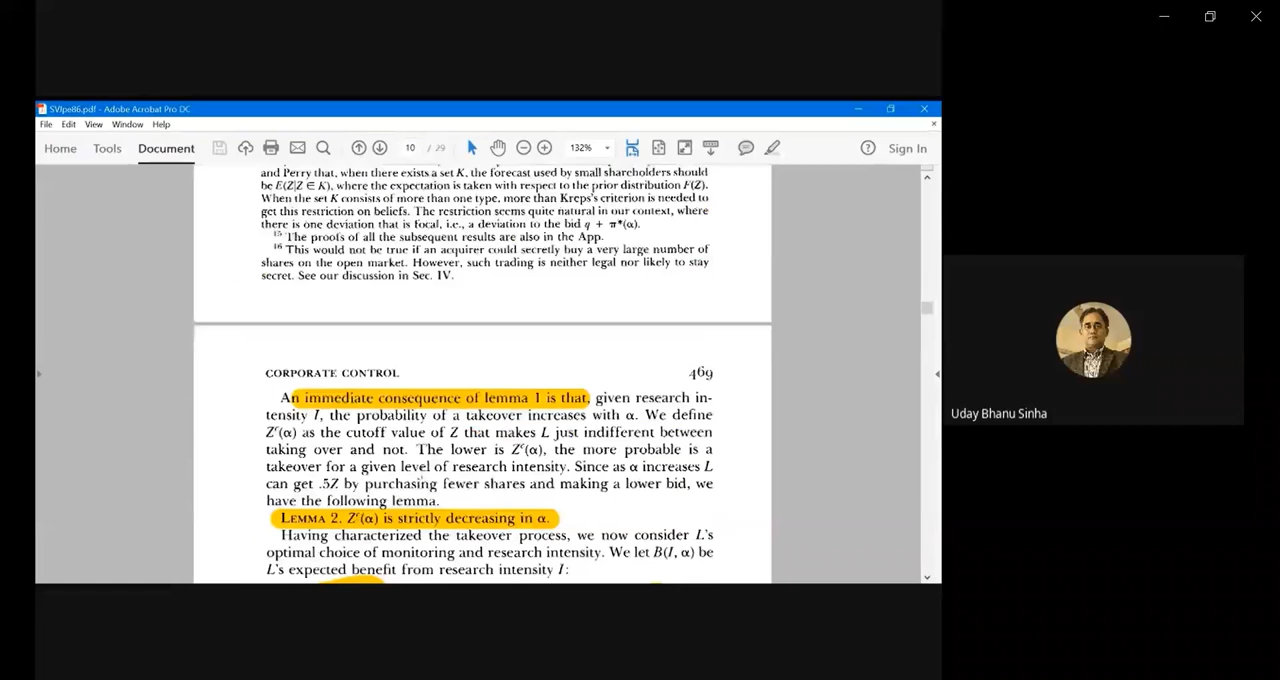 SVJpe86.pdf - Adobe Acrobat Pro DC
File Edit View Window Help
Home Tools Document 10 / 29 132% Sign In
and Perry that, when there exists a set K, the forecast used by small shareholders should
be E(Z|Z ∈ K), where the expectation is taken with respect to the prior distribution F(Z).
When the set K consists of more than one type, more than Kreps's criterion is needed to
get this restriction on beliefs. The restriction seems quite natural in our context, where
there is one deviation that is focal, i.e., a deviation to the bid q + π*(α).
15 The proofs of all the subsequent results are also in the App.
16 This would not be true if an acquirer could secretly buy a very large number of
shares on the open market. However, such trading is neither legal nor likely to stay
secret. See our discussion in Sec. IV.
CORPORATE CONTROL 469
An immediate consequence of lemma 1 is that, given research in-
tensity I, the probability of a takeover increases with α. We define
Zᶜ(α) as the cutoff value of Z that makes L just indifferent between
taking over and not. The lower is Zᶜ(α), the more probable is a
takeover for a given level of research intensity. Since as α increases L
can get .5Z by purchasing fewer shares and making a lower bid, we
have the following lemma.
LEMMA 2. Zᶜ(α) is strictly decreasing in α.
Having characterized the takeover process, we now consider L's
optimal choice of monitoring and research intensity. We let B(I, α) be
L's expected benefit from research intensity I:
Uday Bhanu Sinha